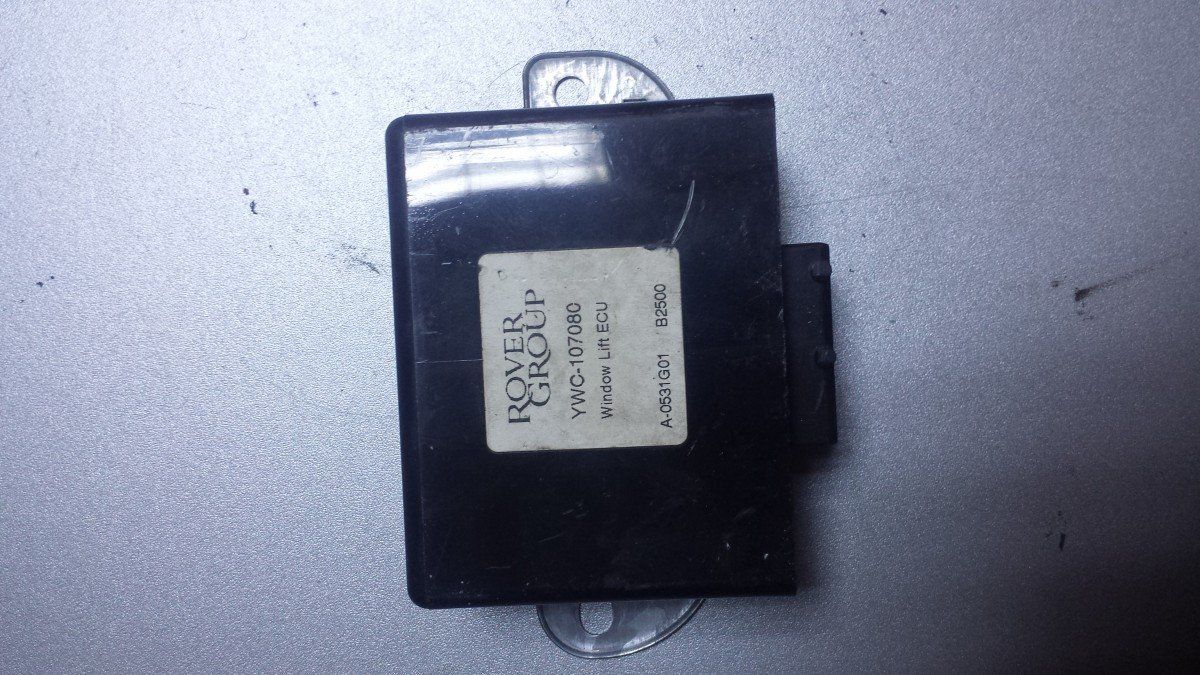 ROVER
GROUP
YWC-107080
Window Lift ECU
A-0531G01 B2500